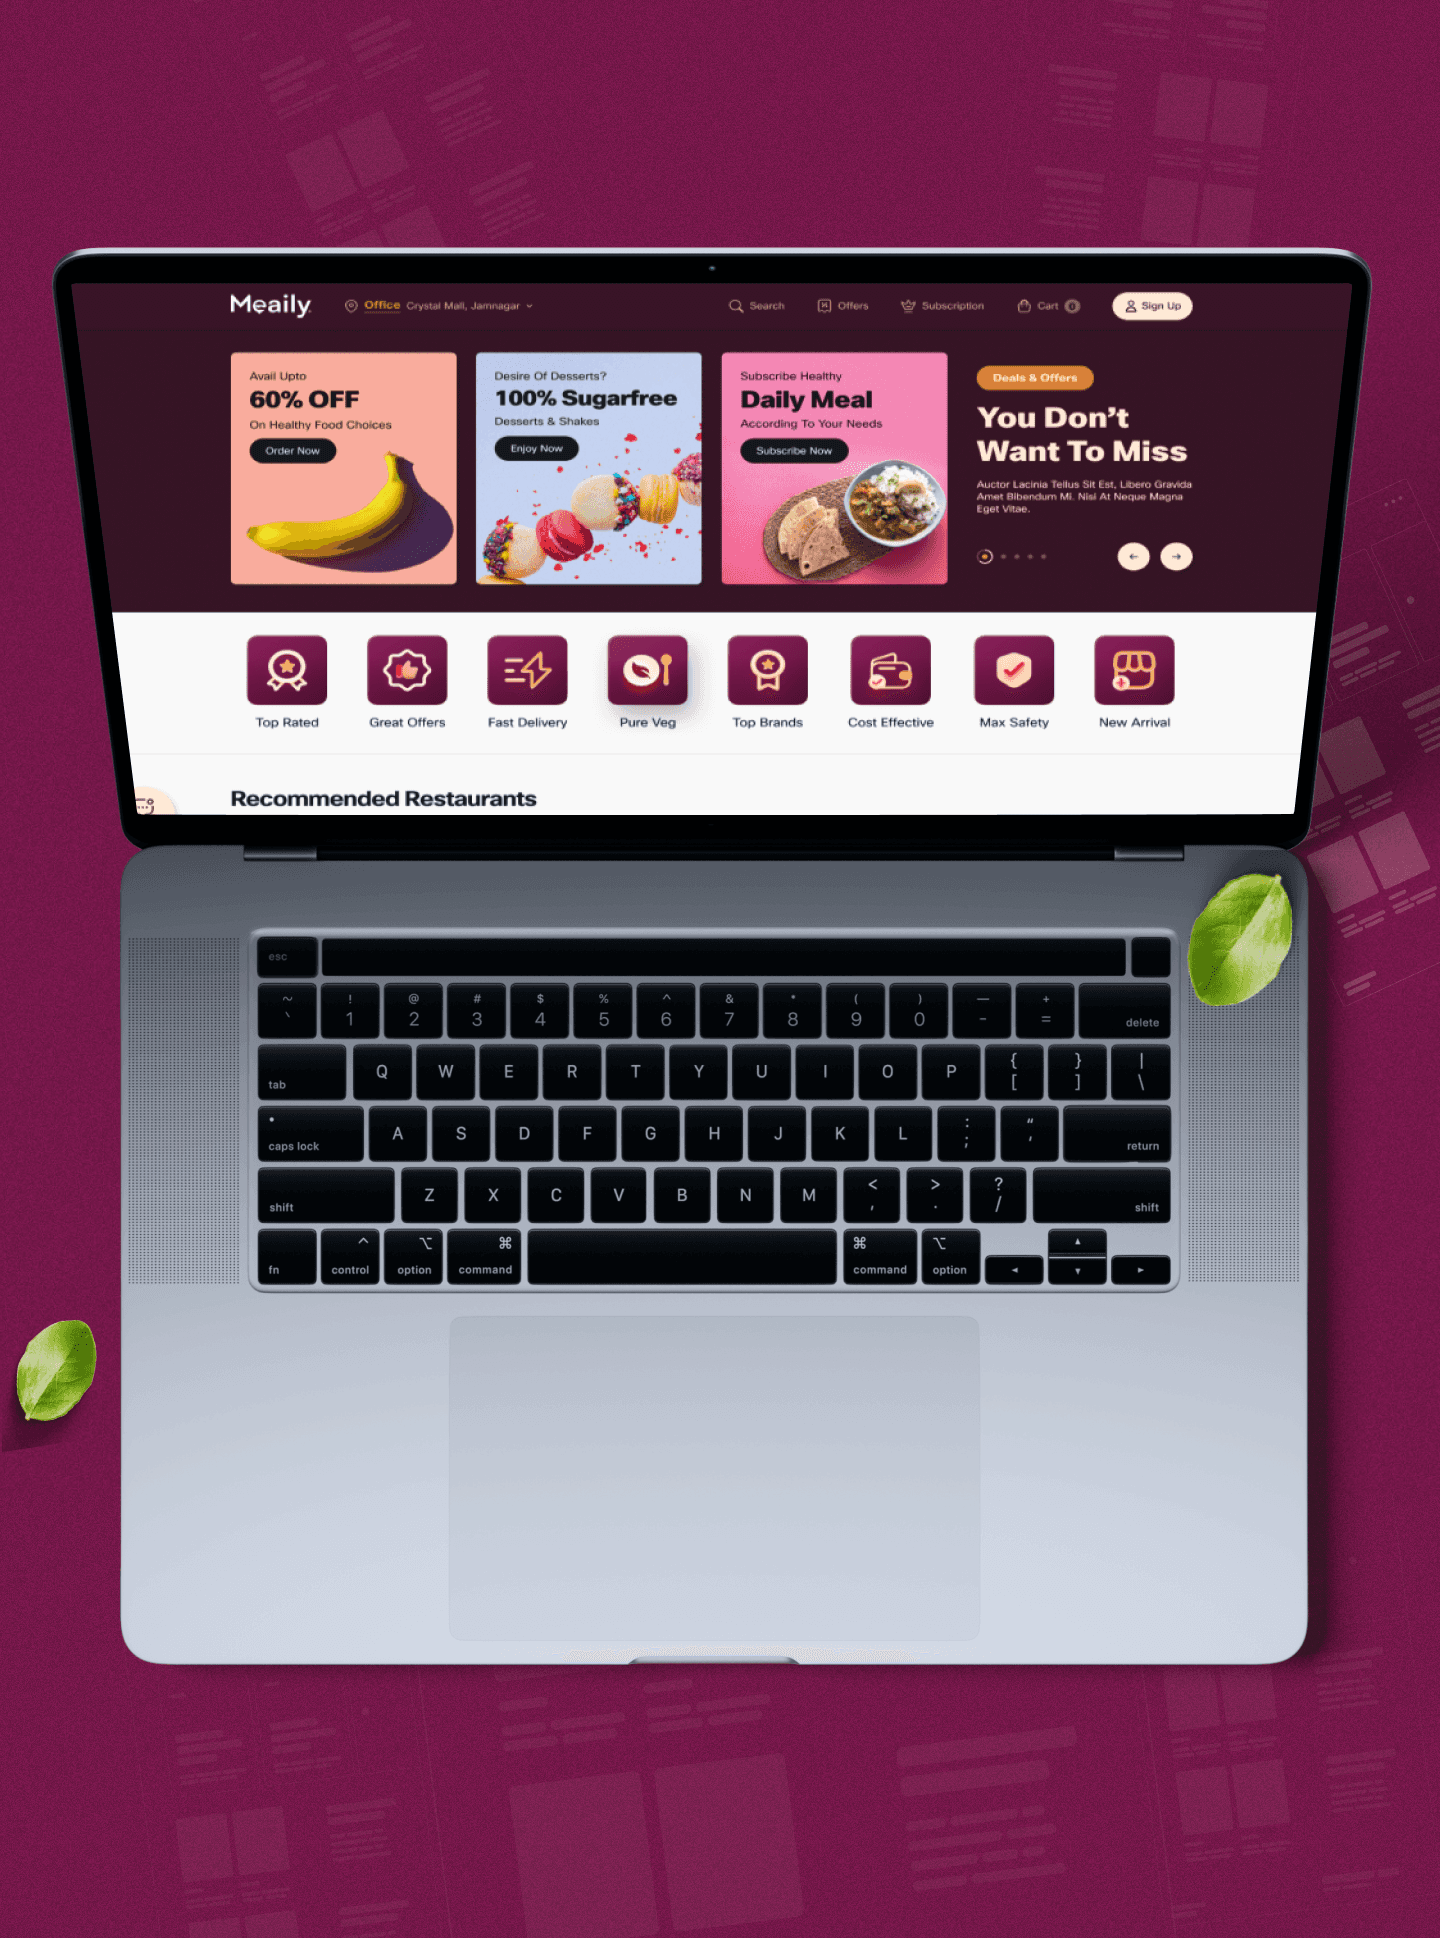 Meaily
Office Crystal Mall, Jamnagar
Search
Offers
Subscription
Cart 0
Sign Up
Avail Upto
60% OFF
On Healthy Food Choices
Order Now
Desire Of Desserts?
100% Sugarfree
Desserts & Shakes
Enjoy Now
Subscribe Healthy
Daily Meal
According To Your Needs
Subscribe Now
Deals & Offers
You Don't
Want To Miss
Auctor Lacinia Tellus Sit Est, Libero Gravida
Amet Bibendum Mi. Nisi At Neque Magna
Eget Vitae.
Top Rated
Great Offers
Fast Delivery
Pure Veg
Top Brands
Cost Effective
Max Safety
New Arrival
Recommended Restaurants
esc
~ ! @ # $ % ^ & * ( ) — +
` 1 2 3 4 5 6 7 8 9 0 - = delete
tab Q W E R T Y U I O P { [ } ] | \
caps lock A S D F G H J K L : ; “ ‘ return
shift Z X C V B N M < , > . ? / shift
fn ^ control ⌥ option ⌘ command ⌘ command ⌥ option ◂ ▴ ▾ ▸